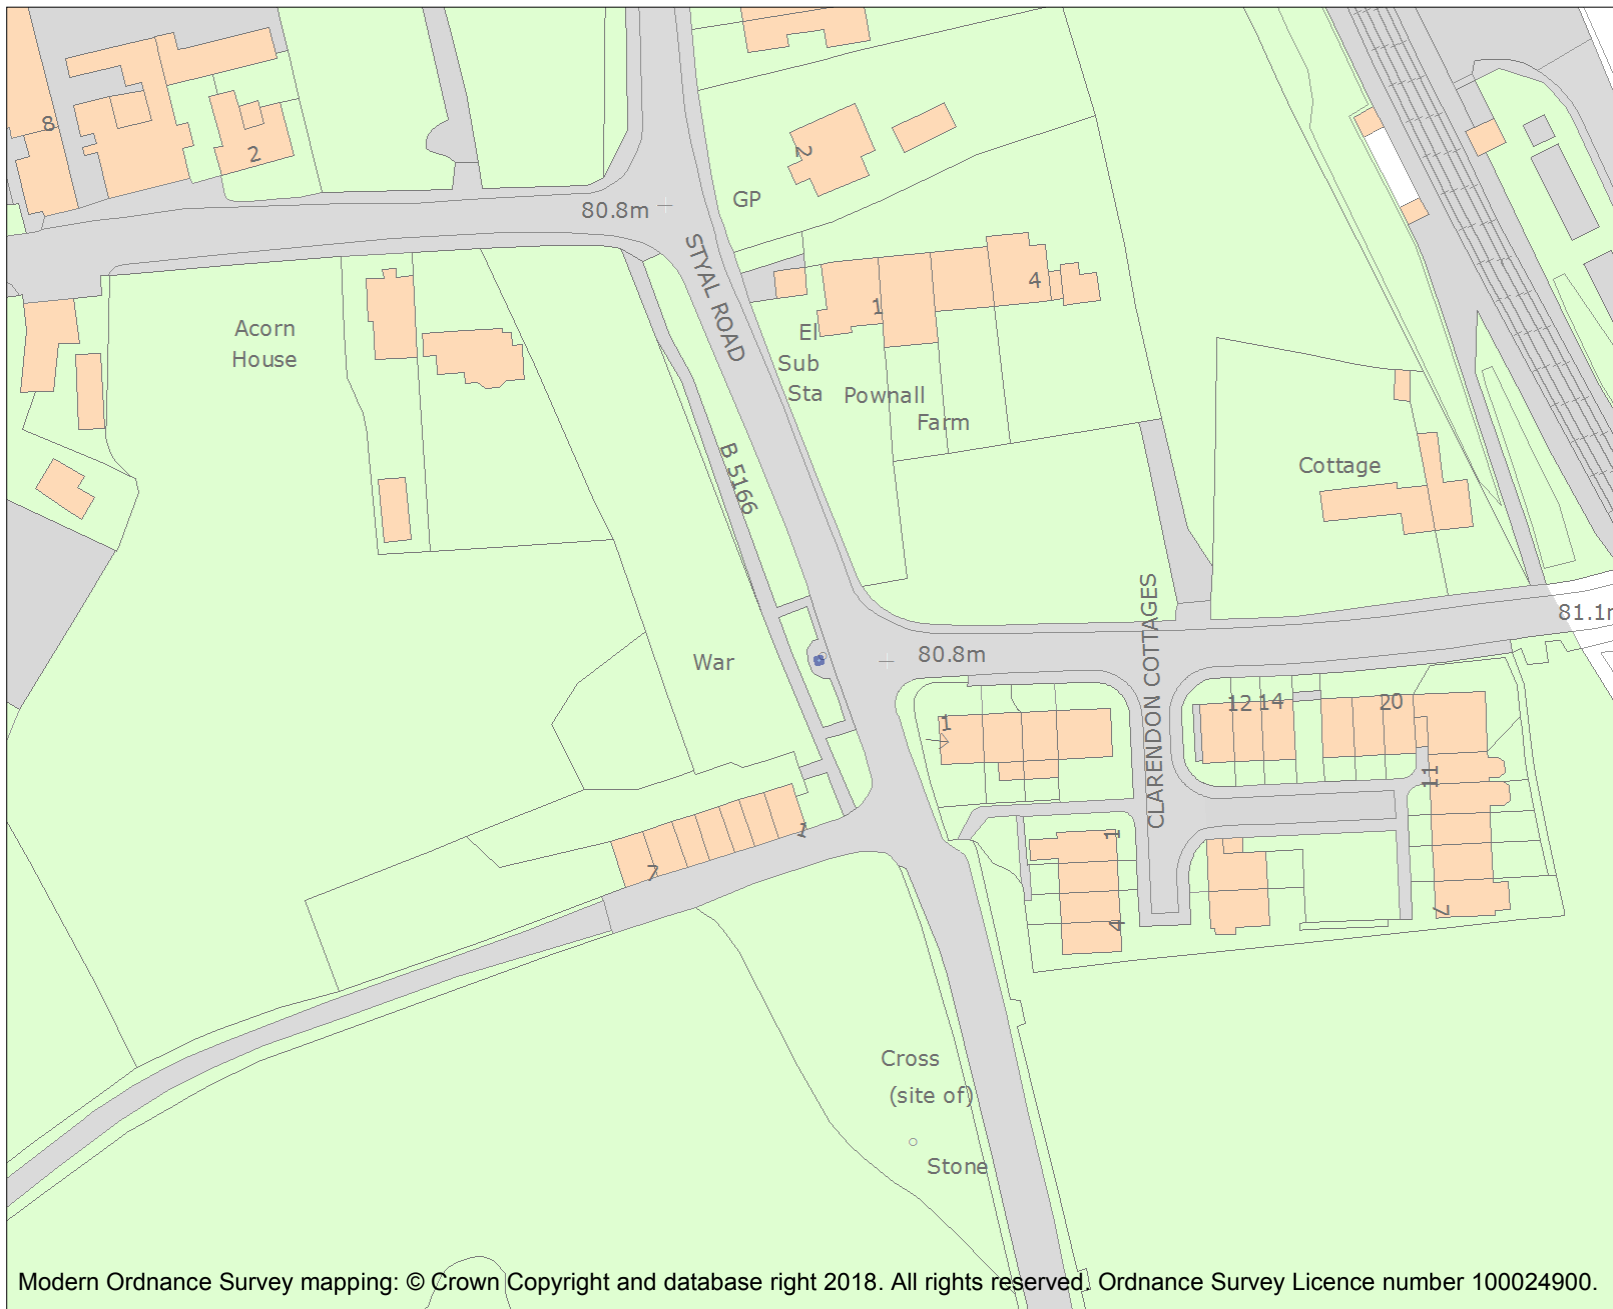 8
2
2
GP
80.8m
STYAL ROAD
4
1
Acorn
House
El
Sub
Sta
Pownall
Farm
B 5166
Cottage
CLARENDON COTTAGES
81.1m
War
80.8m
1
12 14
20
11
1
1
7
4
7
Cross
(site of)
Stone
Modern Ordnance Survey mapping: © Crown Copyright and database right 2018. All rights reserved. Ordnance Survey Licence number 100024900.